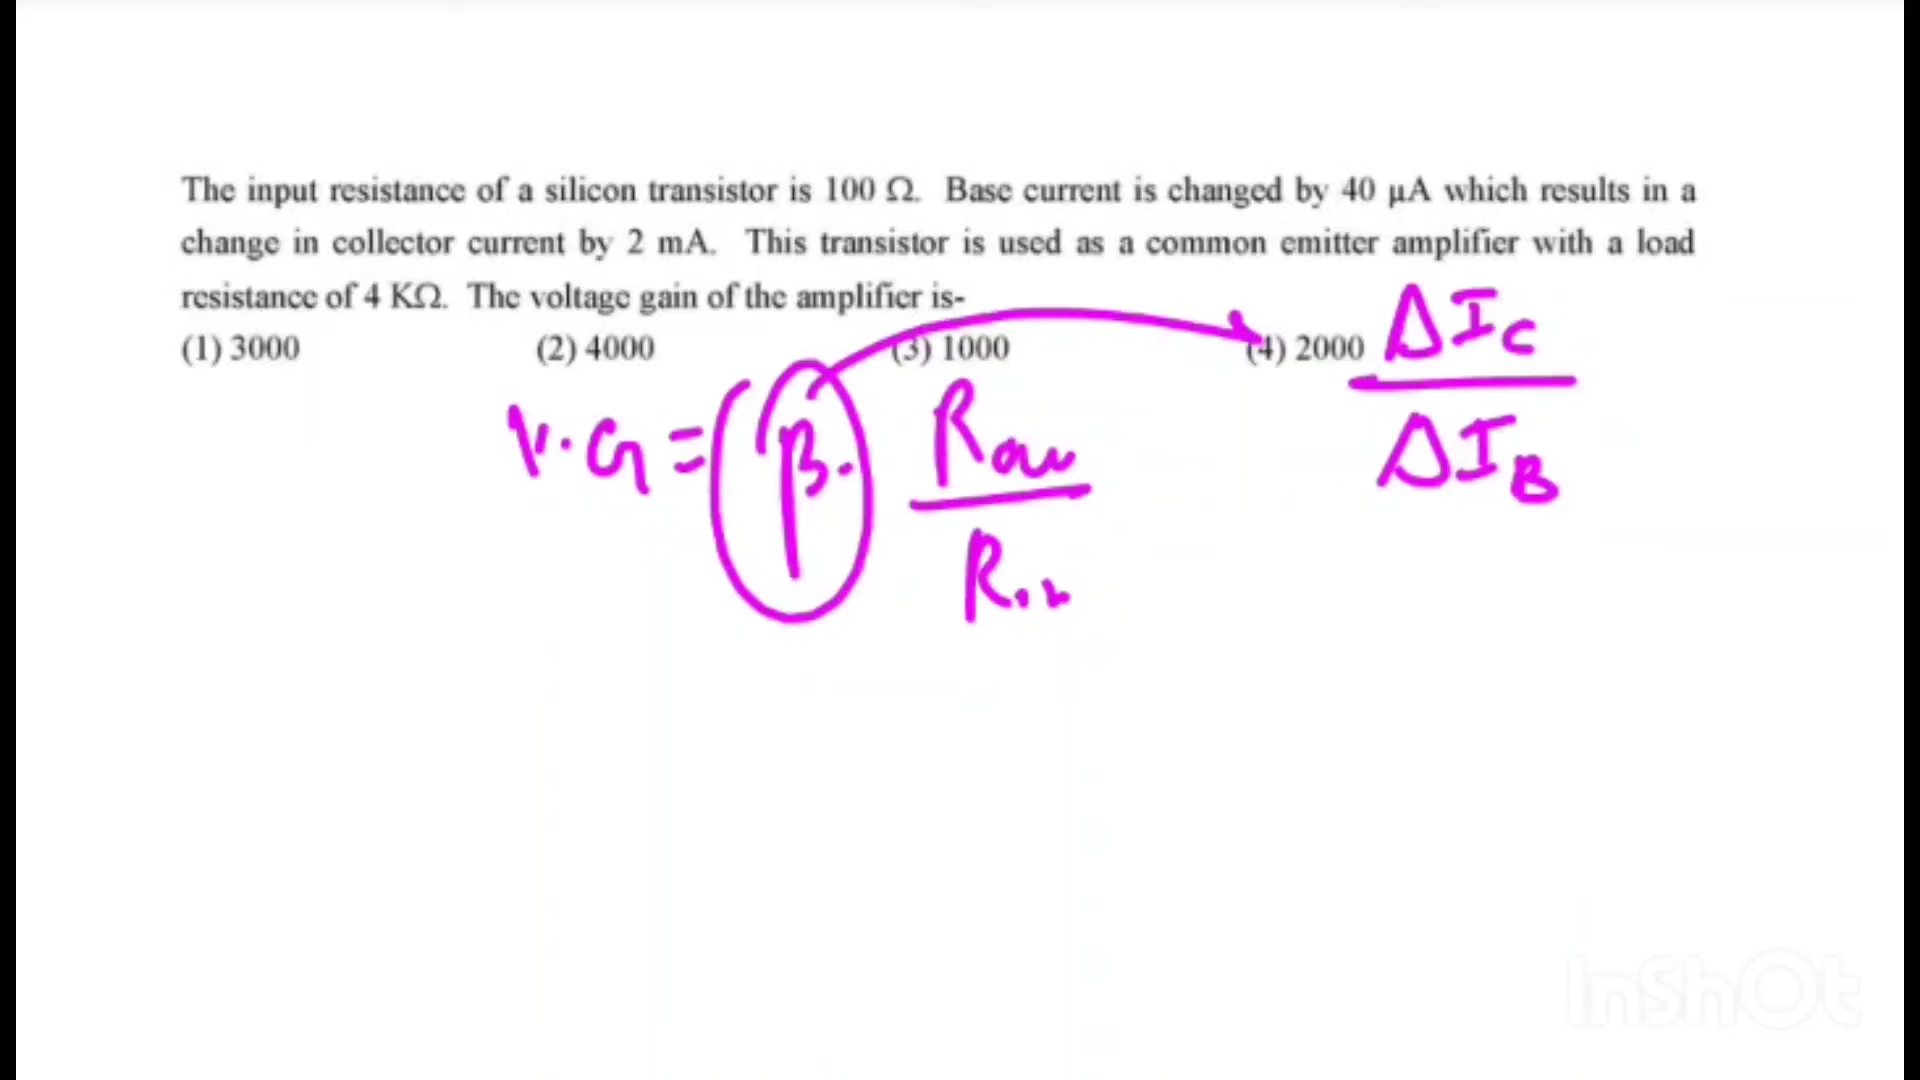 The input resistance of a silicon transistor is 100 Ω. Base current is changed by 40 µA which results in a
change in collector current by 2 mA. This transistor is used as a common emitter amplifier with a load
resistance of 4 KΩ. The voltage gain of the amplifier is-
(1) 3000 (2) 4000 (3) 1000 (4) 2000
ΔIC
ΔIB
V.G = (β. Rou
Rin
InShOt